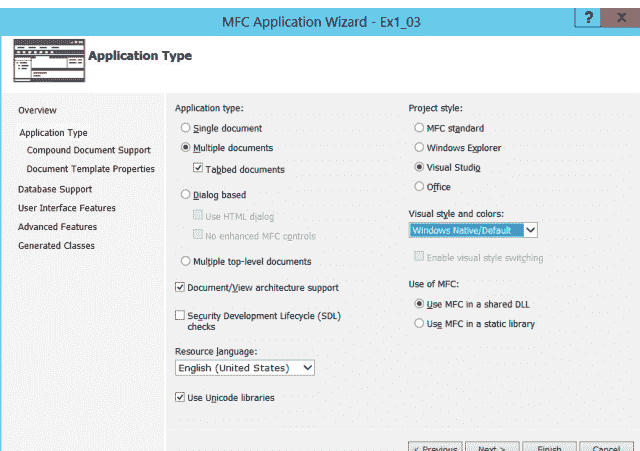 MFC Application Wizard - Ex1_03
? x
Application Type
Overview
Application Type
Compound Document Support
Document Template Properties
Database Support
User Interface Features
Advanced Features
Generated Classes
Application type:
Single document
Multiple documents
Tabbed documents
Dialog based
Use HTML dialog
No enhanced MFC controls
Multiple top-level documents
Document/View architecture support
Security Development Lifecycle (SDL)
checks
Resource language:
English (United States)
Use Unicode libraries
Project style:
MFC standard
Windows Explorer
Visual Studio
Office
Visual style and colors:
Windows Native/Default
Enable visual style switching
Use of MFC:
Use MFC in a shared DLL
Use MFC in a static library
< Previous Next > Finish Cancel